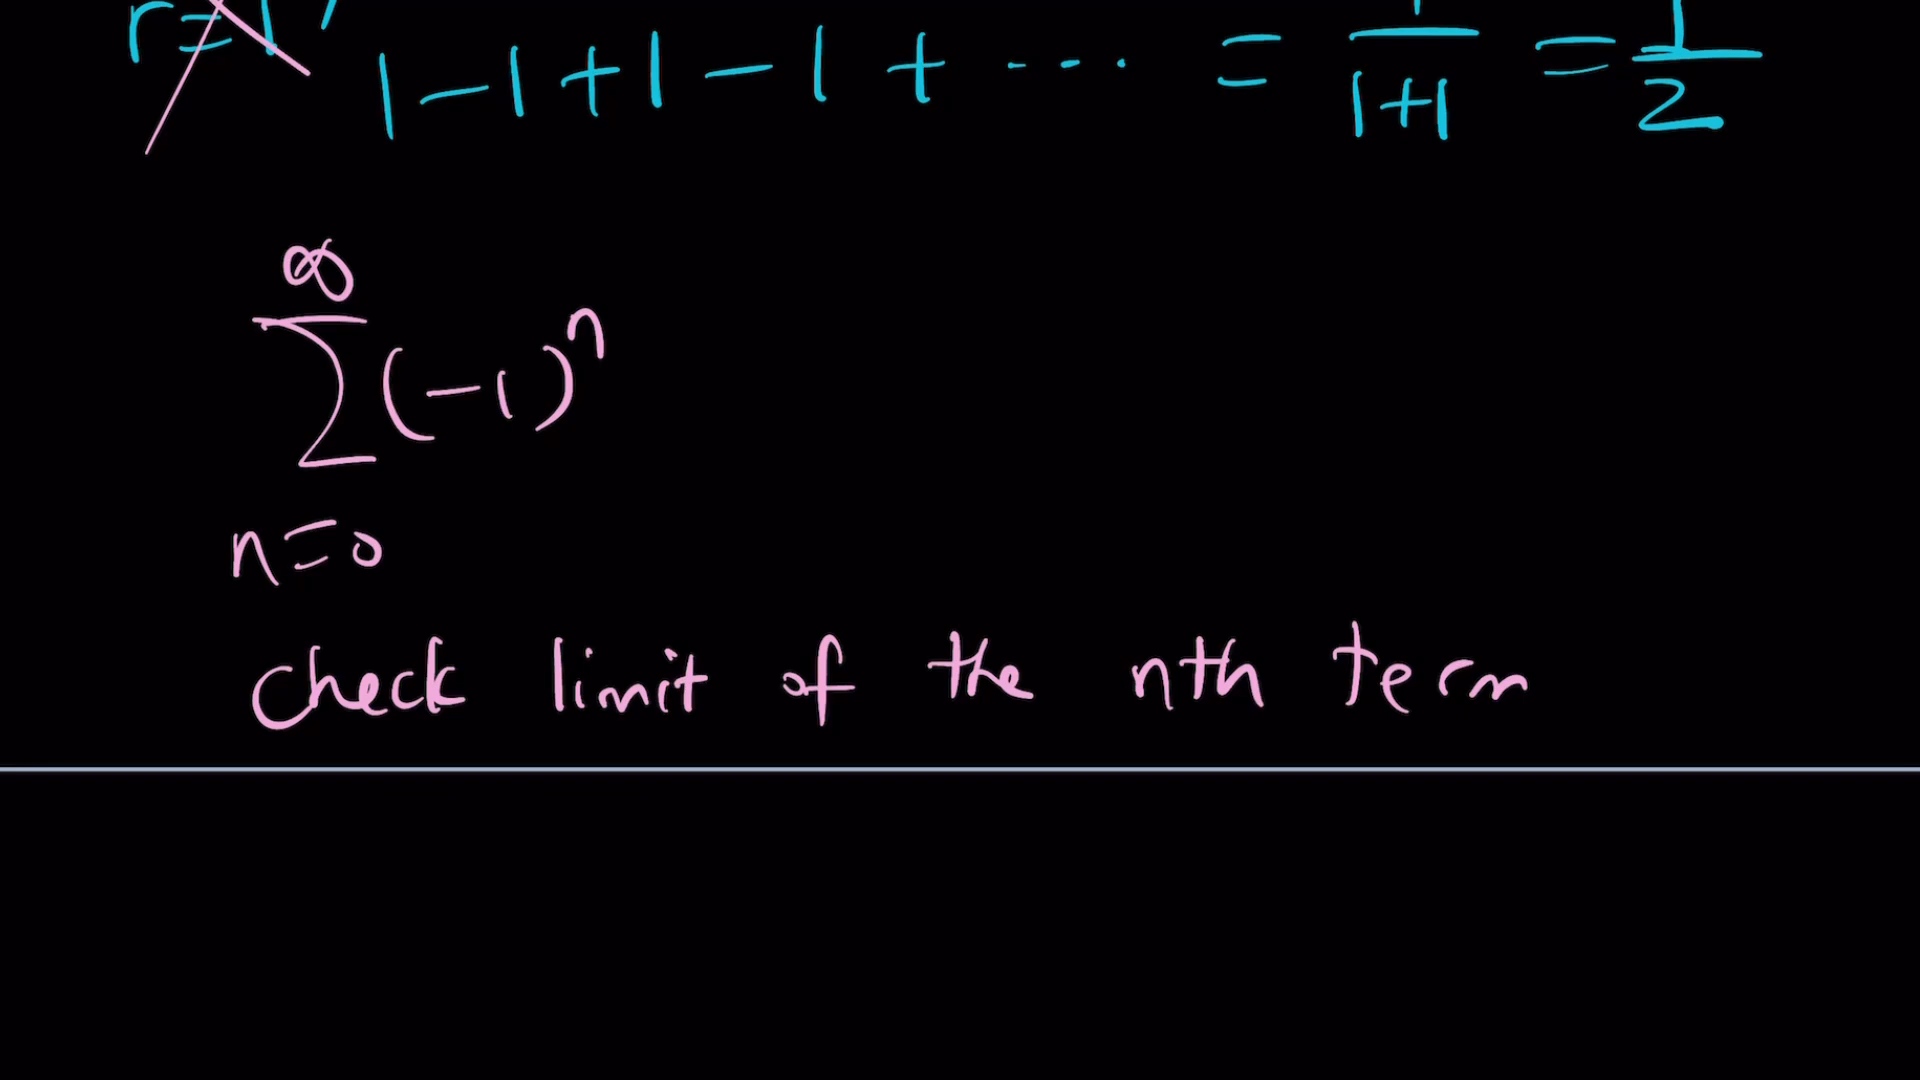 r=1,
1-1+1-1+... = 1/(1+1) = 1/2
∞
∑(-1)ⁿ
n=0
check limit of the nth term